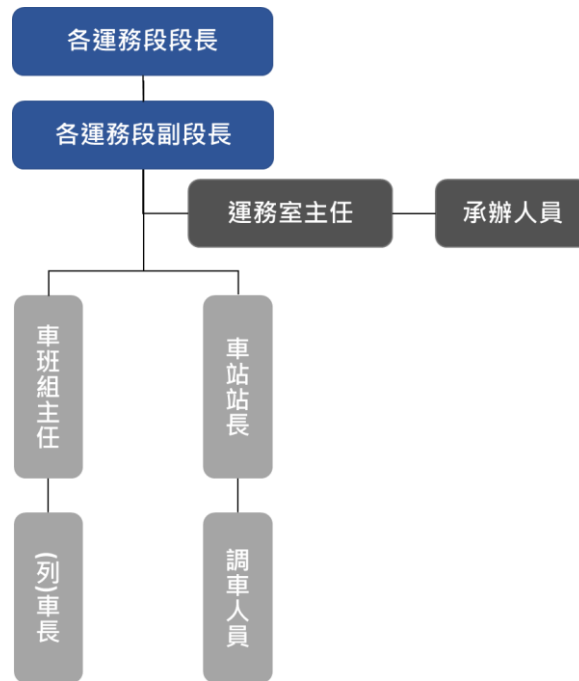 各運務段段長
各運務段副段長
運務室主任
承辦人員
車班組主任
車站站長
(列)車長
調車人員